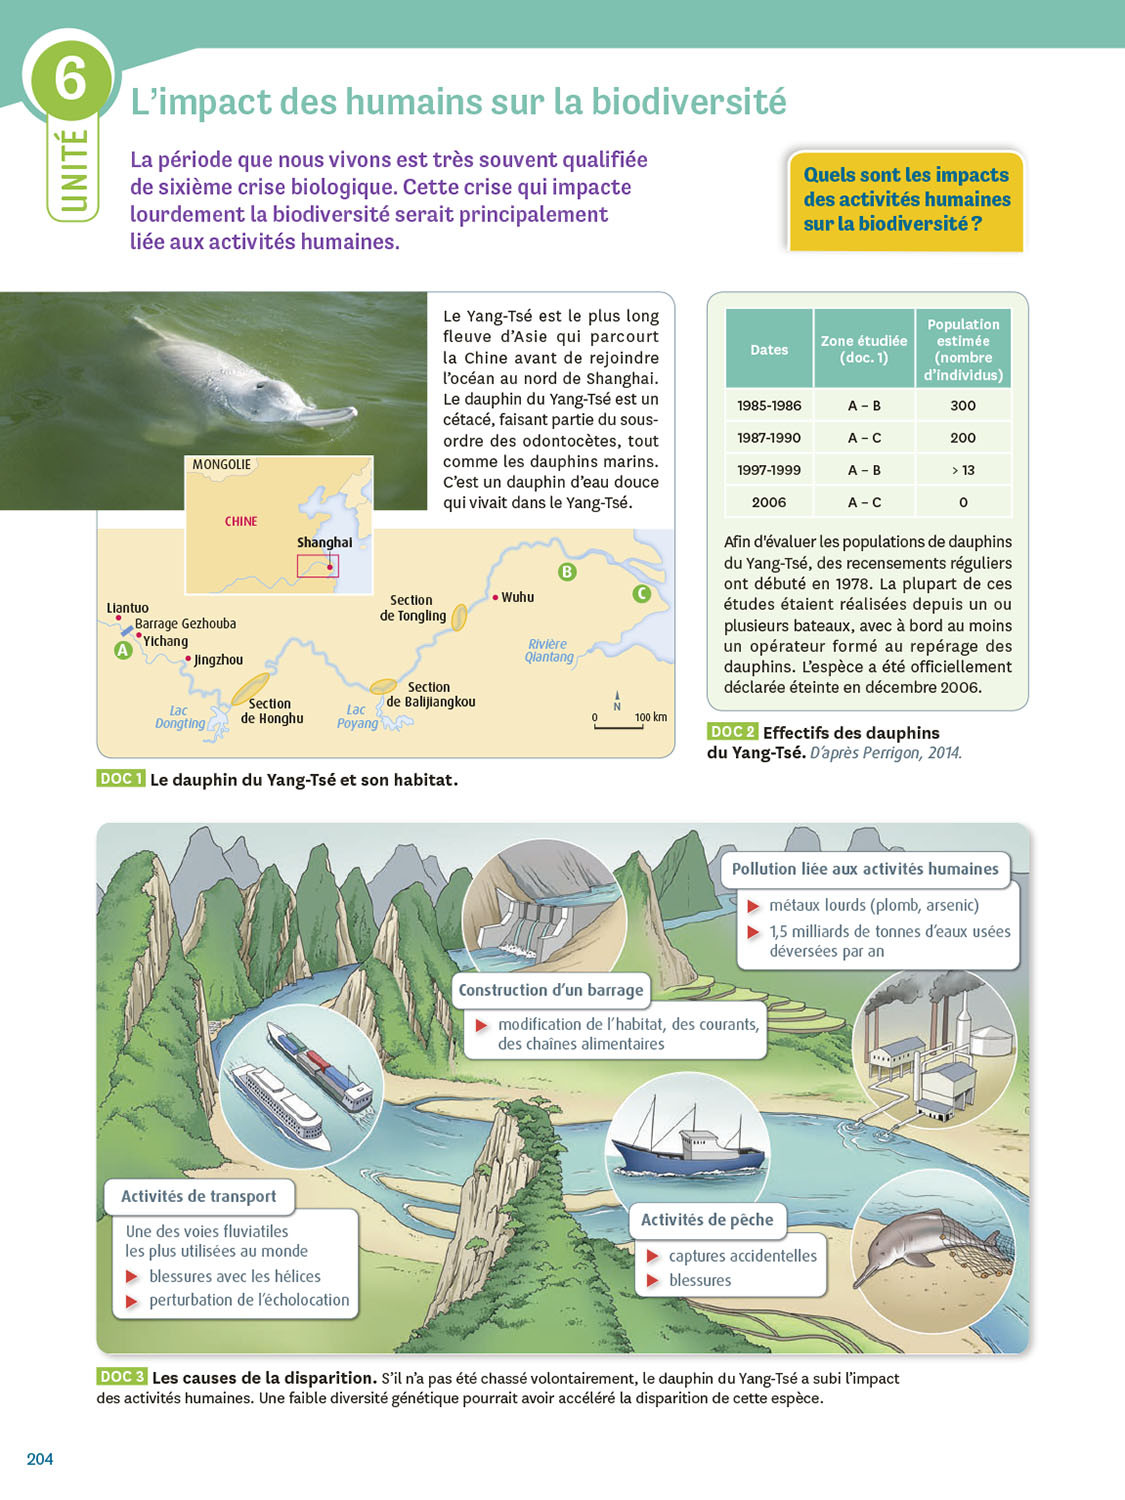 6
UNITÉ
L'impact des humains sur la biodiversité
La période que nous vivons est très souvent qualifiée
de sixième crise biologique. Cette crise qui impacte
lourdement la biodiversité serait principalement
liée aux activités humaines.
Quels sont les impacts
des activités humaines
sur la biodiversité ?
Le Yang-Tsé est le plus long
fleuve d'Asie qui parcourt
la Chine avant de rejoindre
l'océan au nord de Shanghai.
Le dauphin du Yang-Tsé est un
cétacé, faisant partie du sous-
ordre des odontocètes, tout
comme les dauphins marins.
C'est un dauphin d'eau douce
qui vivait dans le Yang-Tsé.
MONGOLIE
CHINE
Shanghai
Liantuo
Barrage Gezhouba
Yichang
A
Jingzhou
Lac
Dongting
Section
de Honghu
Lac
Poyang
Section
de Balijiangkou
Section
de Tongling
Wuhu
B
C
Rivière
Qiantang
N
0 100 km
DOC 1 Le dauphin du Yang-Tsé et son habitat.
Dates
Zone étudiée
(doc. 1)
Population
estimée
(nombre
d'individus)
1985-1986 A – B 300
1987-1990 A – C 200
1997-1999 A – B > 13
2006 A – C 0
Afin d'évaluer les populations de dauphins
du Yang-Tsé, des recensements réguliers
ont débuté en 1978. La plupart de ces
études étaient réalisées depuis un ou
plusieurs bateaux, avec à bord au moins
un opérateur formé au repérage des
dauphins. L'espèce a été officiellement
déclarée éteinte en décembre 2006.
DOC 2 Effectifs des dauphins
du Yang-Tsé. D'après Perrigon, 2014.
Pollution liée aux activités humaines
métaux lourds (plomb, arsenic)
1,5 milliards de tonnes d'eaux usées
déversées par an
Construction d'un barrage
modification de l'habitat, des courants,
des chaînes alimentaires
Activités de transport
Une des voies fluviatiles
les plus utilisées au monde
blessures avec les hélices
perturbation de l'écholocation
Activités de pêche
captures accidentelles
blessures
DOC 3 Les causes de la disparition. S'il n'a pas été chassé volontairement, le dauphin du Yang-Tsé a subi l'impact
des activités humaines. Une faible diversité génétique pourrait avoir accéléré la disparition de cette espèce.
204